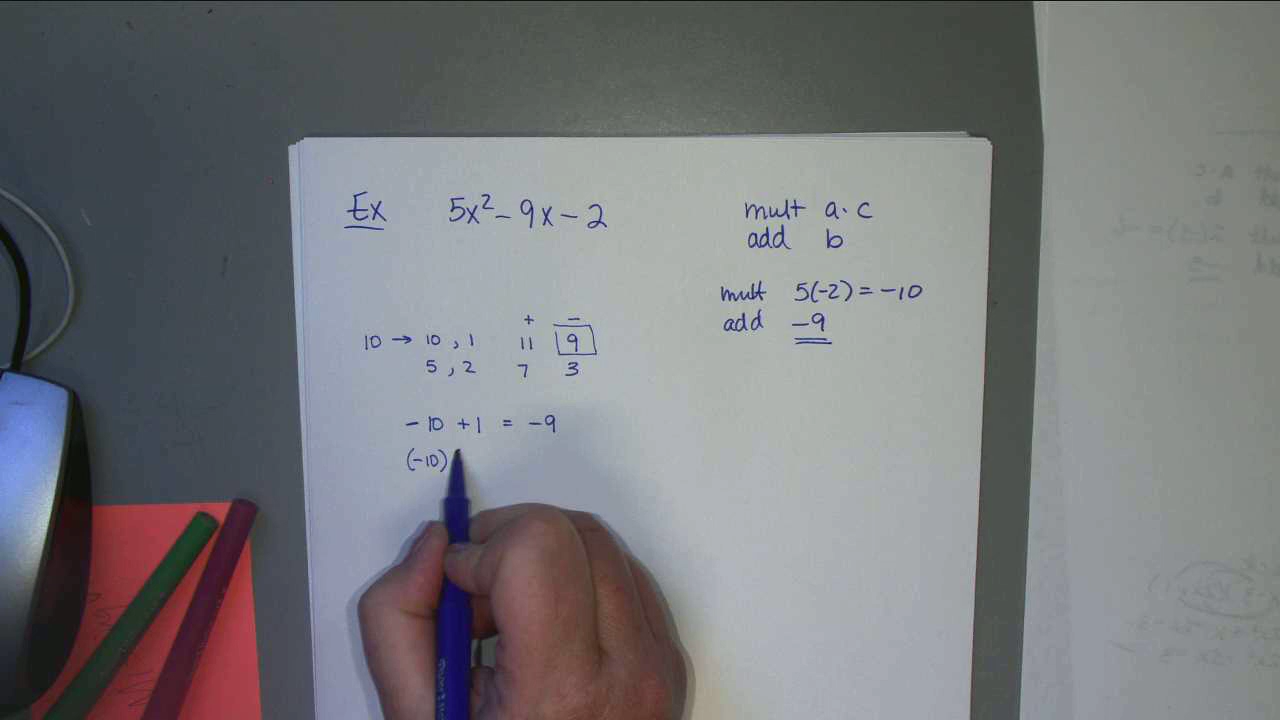 Ex 5x² - 9x - 2
mult a·c
add b
mult 5(-2) = -10
add -9
+ -
10 → 10, 1 11 9
5, 2 7 3
-10 + 1 = -9
(-10)